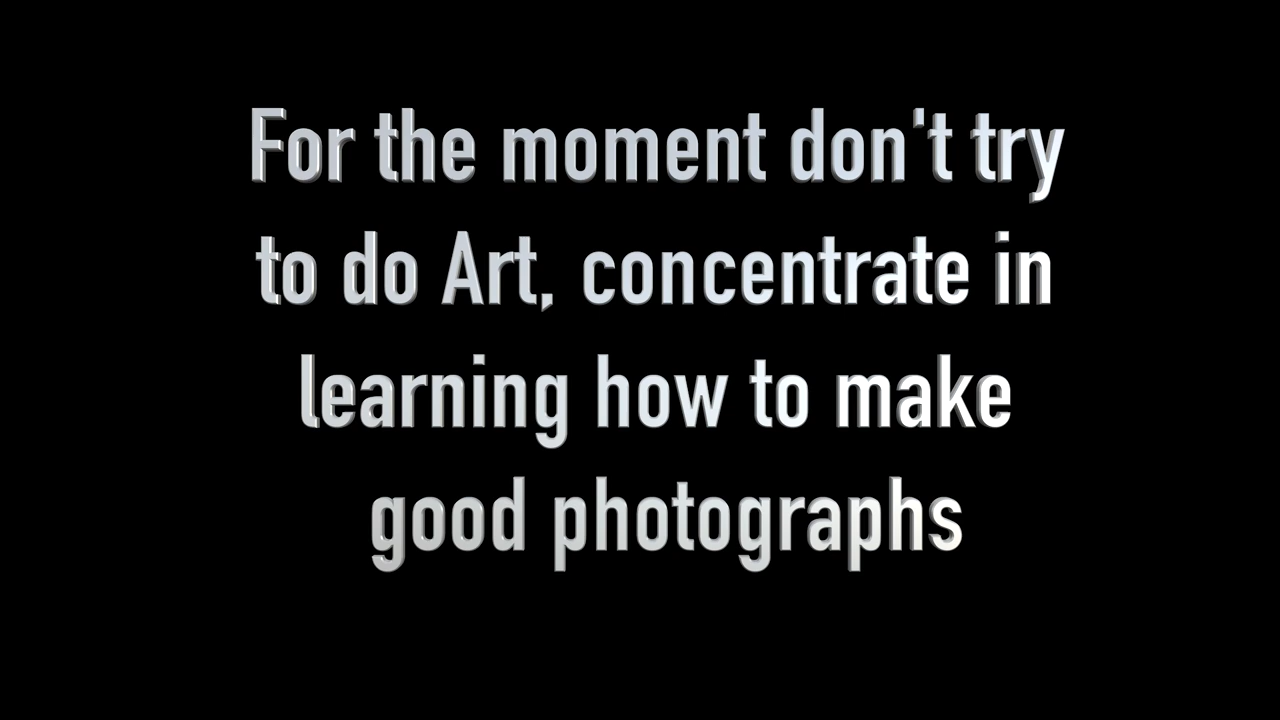 For the moment don't try
to do Art, concentrate in
learning how to make
good photographs